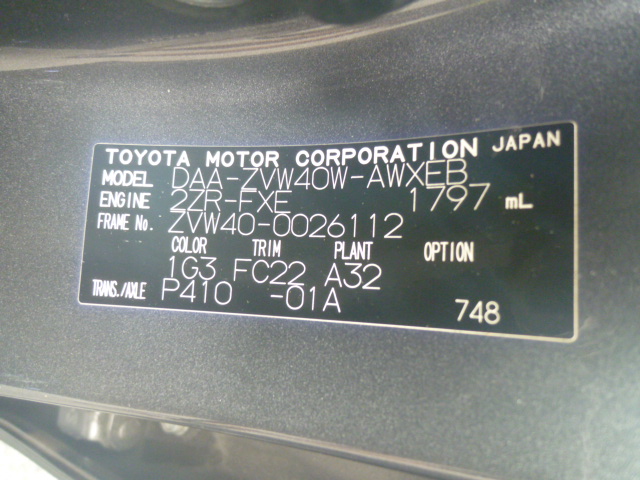 TOYOTA MOTOR CORPORATION JAPAN
MODEL DAA-ZVW40W-AWXEB
ENGINE 2ZR-FXE 1797 mL
FRAME No. ZVW40-0026112
COLOR TRIM PLANT OPTION
1G3 FC22 A32
TRANS./AXLE P410 -01A
748